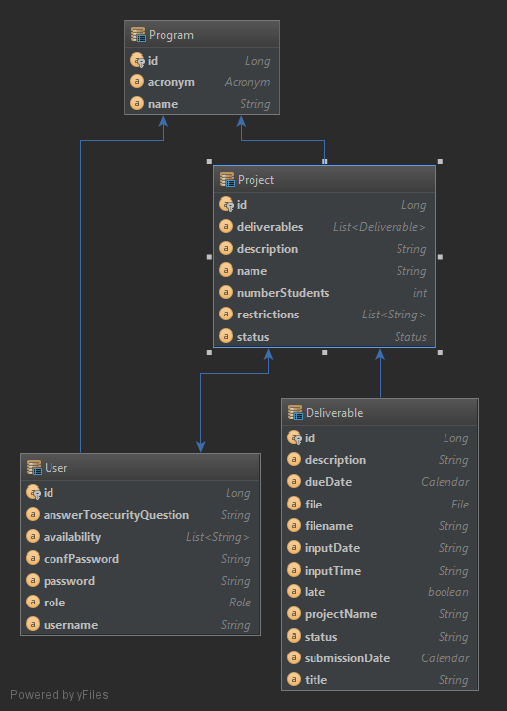 Program
id Long
acronym Acronym
name String
Project
id Long
deliverables List<Deliverable>
description String
name String
numberStudents int
restrictions List<String>
status Status
Deliverable
id Long
description String
dueDate Calendar
file File
filename String
inputDate String
inputTime String
late boolean
projectName String
status String
submissionDate Calendar
title String
User
id Long
answerTosecurityQuestion String
availability List<String>
confPassword String
password String
role Role
username String
Powered by yFiles